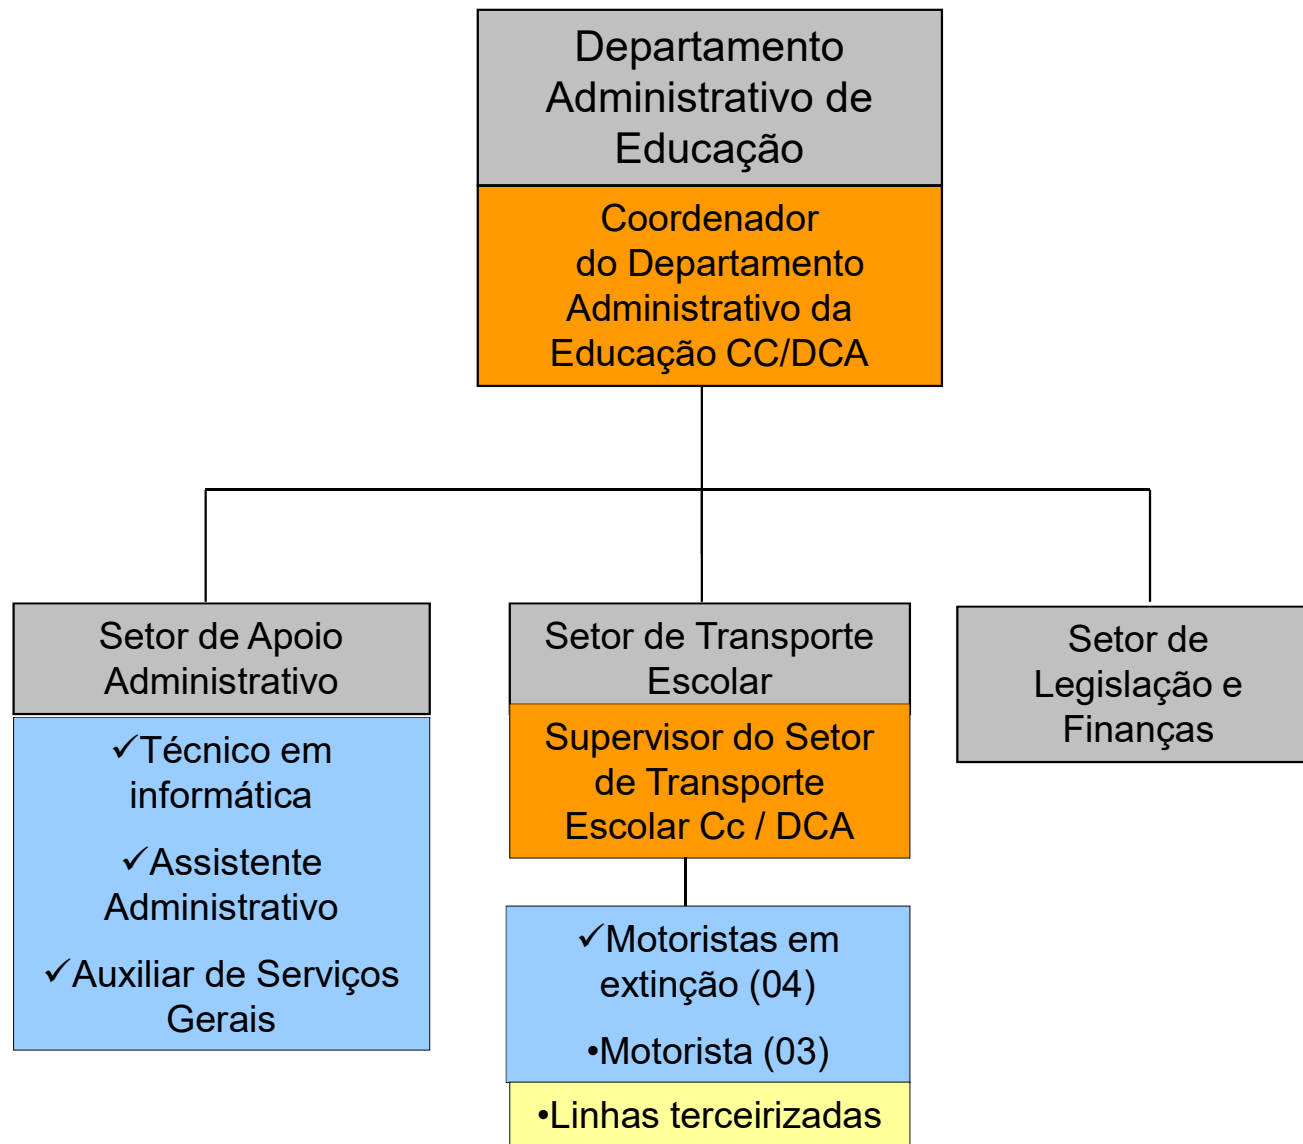 Departamento
Administrativo de
Educação
Coordenador
do Departamento
Administrativo da
Educação CC/DCA
Setor de Apoio
Administrativo
✓Técnico em
informática
✓Assistente
Administrativo
✓Auxiliar de Serviços
Gerais
Setor de Transporte
Escolar
Supervisor do Setor
de Transporte
Escolar Cc / DCA
✓Motoristas em
extinção (04)
•Motorista (03)
•Linhas terceirizadas
Setor de
Legislação e
Finanças